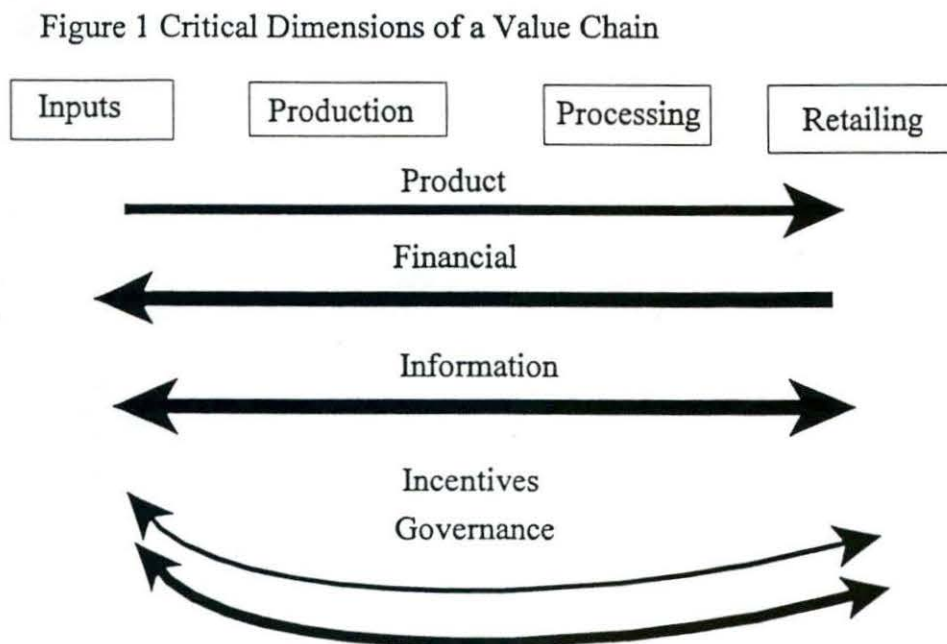 Figure 1 Critical Dimensions of a Value Chain
Inputs Production Processing Retailing
Product
Financial
Information
Incentives
Governance